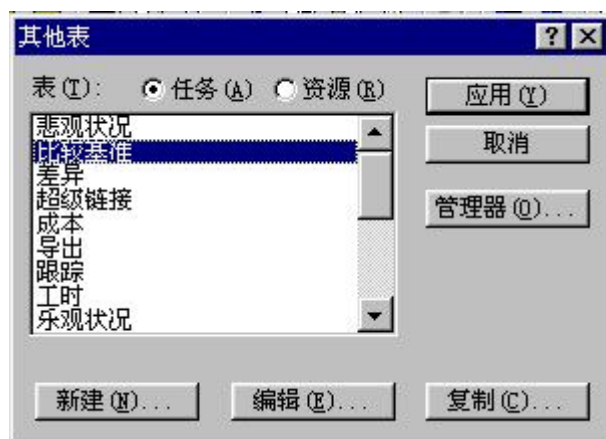 其他表
表(T): 任务(A) 资源(R)
应用(Y)
悲观状况
比较基准
差异
超级链接
成本
导出
跟踪
工时
乐观状况
取消
管理器(O)...
新建(N)... 编辑(E)... 复制(C)...